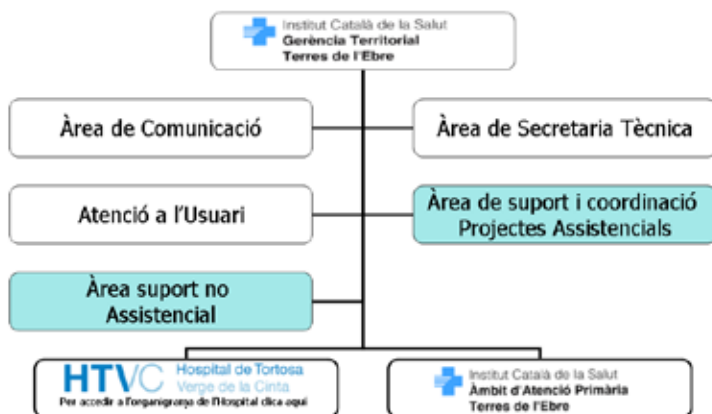 Institut Català de la Salut
Gerència Territorial
Terres de l'Ebre
Àrea de Comunicació
Àrea de Secretaria Tècnica
Atenció a l'Usuari
Àrea de suport i coordinació
Projectes Assistencials
Àrea suport no
Assistencial
HTVC Hospital de Tortosa
Verge de la Cinta
Per accedir a l'organigrana de l'Hospital clica aquí
Institut Català de la Salut
Àmbit d'Atenció Primària
Terres de l'Ebre